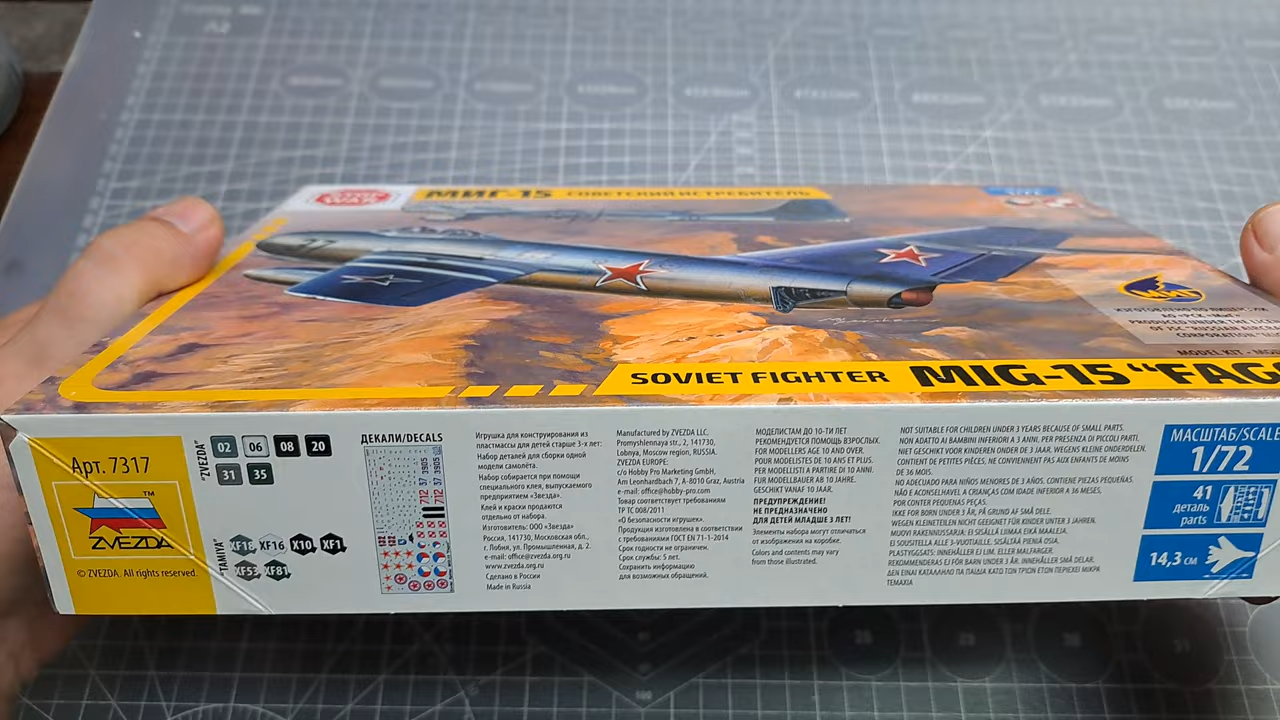 МИГ-15 СОВЕТСКИЙ ИСТРЕБИТЕЛЬ
37
SOVIET FIGHTER MIG-15 "FAG
OF JSC "RUSSIAN AIRCRA
CORPORATION
MODEL KIT
Арт. 7317
™
ZVEZDA
© ZVEZDA. All rights reserved.
"ZVEZDA"
02 06 08 20
31 35
"TAMIYA"
XF18 XF16 X10 XF1
XF53 XF81
ДЕКАЛИ/DECALS
Игрушка для конструирования из
пластмассы для детей старше 3-х лет:
Набор деталей для сборки одной
модели самолёта.
Набор собирается при помощи
специального клея, выпускаемого
предприятием «Звезда».
Клей и краски продаются
отдельно от набора.
Изготовитель: ООО «Звезда»
Россия, 141730, Московская обл.,
г. Лобня, ул. Промышленная, д. 2.
e-mail: office@zvezda.org.ru
www.zvezda.org.ru
Сделано в России
Made in Russia
Manufactured by ZVEZDA LLC.
Promyshlennaya str., 2, 141730,
Lobnya, Moscow region, RUSSIA.
ZVEZDA EUROPE:
c/o Hobby Pro Marketing GmbH,
Am Leonhardbach 7, A-8010 Graz, Austria
e-mail: office@hobby-pro.com
Товар соответствует требованиям
ТР ТС 008/2011
«О безопасности игрушек».
Продукция изготовлена в соответствии
с требованиями ГОСТ EN 71-1-2014
Срок годности не ограничен.
Срок службы: 5 лет.
Сохранить информацию
для возможных обращений.
МОДЕЛИСТАМ ДО 10-ТИ ЛЕТ
РЕКОМЕНДУЕТСЯ ПОМОЩЬ ВЗРОСЛЫХ.
FOR MODELLERS AGE 10 AND OVER.
POUR MODELISTES DE 10 ANS ET PLUS.
PER MODELLISTI A PARTIRE DI 10 ANNI.
FUR MODELLBAUER AB 10 JAHRE.
GESCHIKT VANAF 10 JAAR.
ПРЕДУПРЕЖДЕНИЕ!
НЕ ПРЕДНАЗНАЧЕНО
ДЛЯ ДЕТЕЙ МЛАДШЕ 3 ЛЕТ!
Элементы набора могут отличаться
от изображения на коробке.
Colors and contents may vary
from those illustrated.
NOT SUITABLE FOR CHILDREN UNDER 3 YEARS BECAUSE OF SMALL PARTS.
NON ADATTO AI BAMBINI INFERIORI A 3 ANNI. PER PRESENZA DI PICCOLI PARTI.
NIET GESCHIKT VOOR KINDEREN ONDER DE 3 JAAR. WEGENS KLEINE ONDERDELEN.
CONTIENT DE PETITES PIÈCES, NE CONVIENNENT PAS AUX ENFANTS DE MOINS
DE 36 MOIS.
NO ADECUADO PARA NIÑOS MENORES DE 3 AÑOS. CONTIENE PIEZAS PEQUEÑAS.
NÃO E ACONSELHAVEL A CRIANÇAS COM IDADE INFERIOR A 36 MESES,
POR CONTER PEQUENAS PEÇAS.
IKKE FOR BORN UNDER 3 ÅR, PÅ GRUND AF SMÅ DELE.
WEGEN KLEINTEILEN NICHT GEEIGNET FÜR KINDER UNTER 3 JAHREN.
EI SOUSITELLA ALLE 3-VUOTIAILLE. SISÄLTÄÄ PIENIÄ OSIA.
PLASTBYGGSATS: INNEHÅLLER EJ LIM. ELLER MALFARGER.
REKOMMENDERAS EJ FÖR BARN UNDER 3 ÅR. INNEHÅLLER SMÅ DELAR.
ΔΕΝ ΕΙΝΑΙ ΚΑΤΑΛΛΗΛΟ ΓΙΑ ΠΑΙΔΙΑ ΚΑΤΩ ΤΩΝ ΤΡΙΩΝ ΕΤΩΝ ΠΕΡΙΕΧΕΙ ΜΙΚΡΑ
ΤΕΜΑΧΙΑ
МАСШТАБ/SCALE
1/72
41
деталь
parts
14,3 см